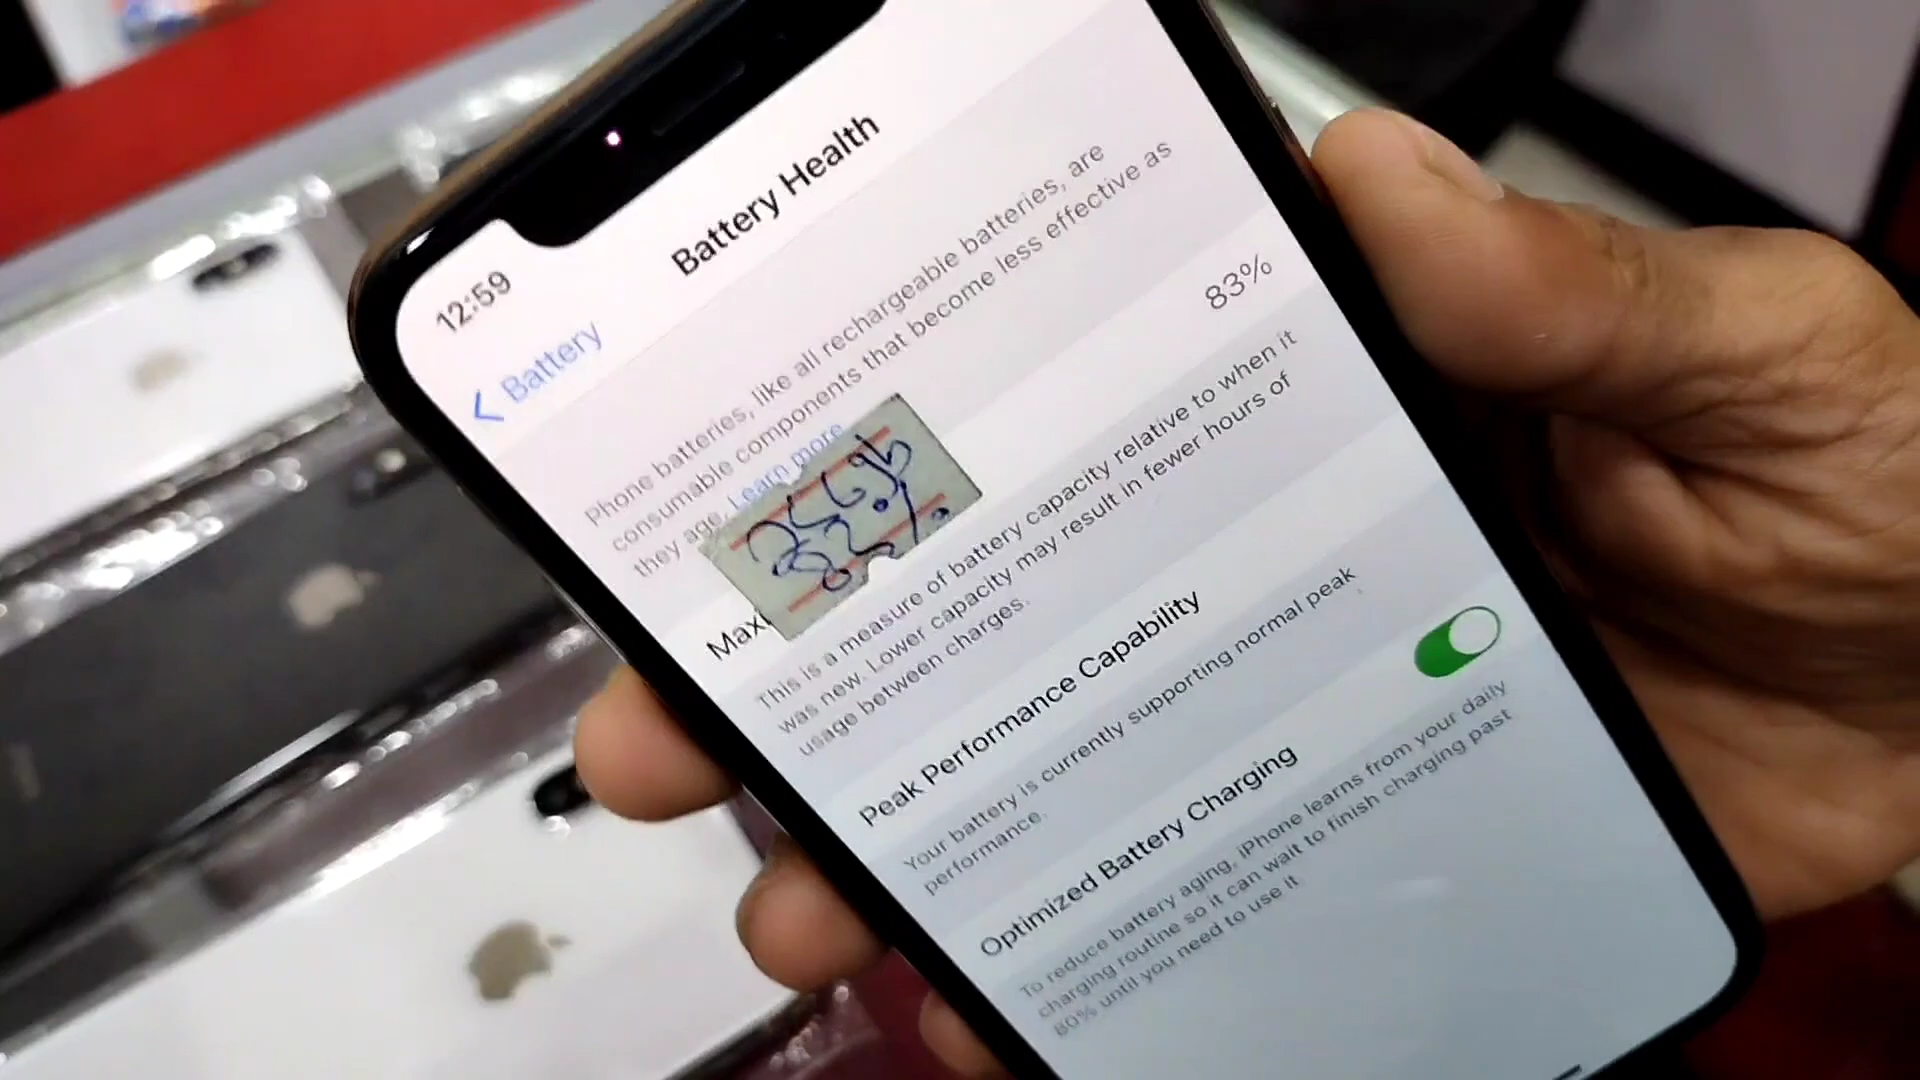 12:59
Battery
Battery Health
Phone batteries, like all rechargeable batteries, are
consumable components that become less effective as
they age. Learn more
83%
This is a measure of battery capacity relative to when it
was new. Lower capacity may result in fewer hours of
usage between charges.
Peak Performance Capability
Your battery is currently supporting normal peak
performance.
Optimized Battery Charging
To reduce battery aging, iPhone learns from your daily
charging routine so it can wait to finish charging past
80% until you need to use it.